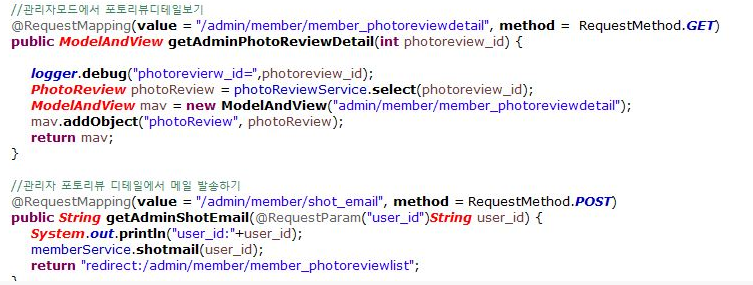 //관리자모드에서 포토리뷰디테일보기
@RequestMapping(value = "/admin/member/member_photoreviewdetail", method =  RequestMethod.GET)
public ModelAndView getAdminPhotoReviewDetail(int photoreview_id) {
logger.debug("photorevierw_id=",photoreview_id);
PhotoReview photoReview = photoReviewService.select(photoreview_id);
ModelAndView mav = new ModelAndView("admin/member/member_photoreviewdetail");
mav.addObject("photoReview", photoReview);
return mav;
}
//관리자 포토리뷰 디테일에서 메일 발송하기
@RequestMapping(value = "/admin/member/shot_email", method = RequestMethod.POST)
public String getAdminShotEmail(@RequestParam("user_id")String user_id) {
System.out.println("user_id:"+user_id);
memberService.shotmail(user_id);
return "redirect:/admin/member/member_photoreviewlist";
}